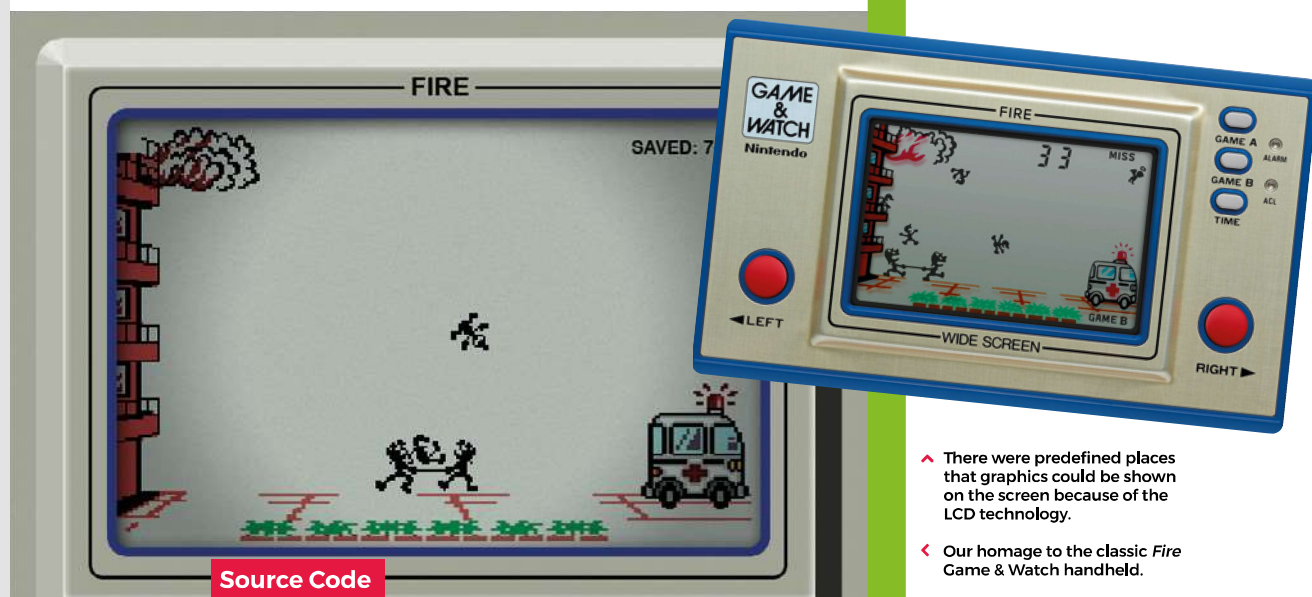 FIRE
SAVED: 7
Source Code
GAME
&
WATCH
Nintendo
FIRE
33
MISS
GAME A
ALARM
GAME B
ACL
TIME
◄LEFT
GAME B
WIDE SCREEN
RIGHT►
There were predefined places
that graphics could be shown
on the screen because of the
LCD technology.
Our homage to the classic Fire
Game & Watch handheld.